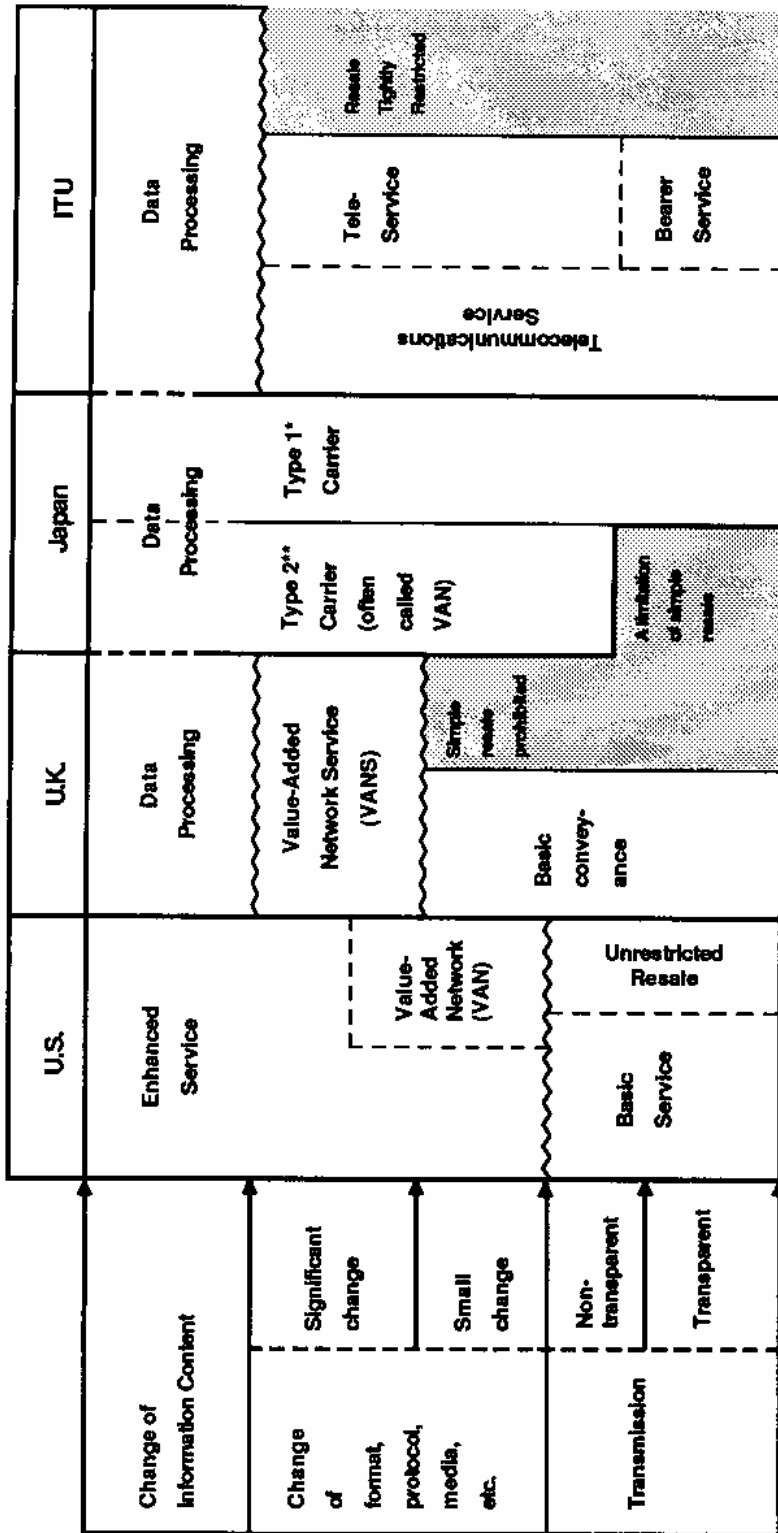 U.S.
U.K.
Japan
ITU
Change of
Information Content
Enhanced
Service
Data
Processing
Data
Processing
Data
Processing
Change
of
format,
protocol,
media,
etc.
Significant
change
Small
change
Value-
Added
Network
(VAN)
Value-Added
Network Service
(VANS)
Simple
resale
prohibited
Type 2**
Carrier
(often
called
VAN)
Type 1*
Carrier
Telecommunications
Service
Tele-
Service
Resale
Tightly
Restricted
Transmission
Non-
transparent
Transparent
Basic
Service
Unrestricted
Resale
Basic
convey-
ance
A limitation
of simple
resale
Bearer
Service